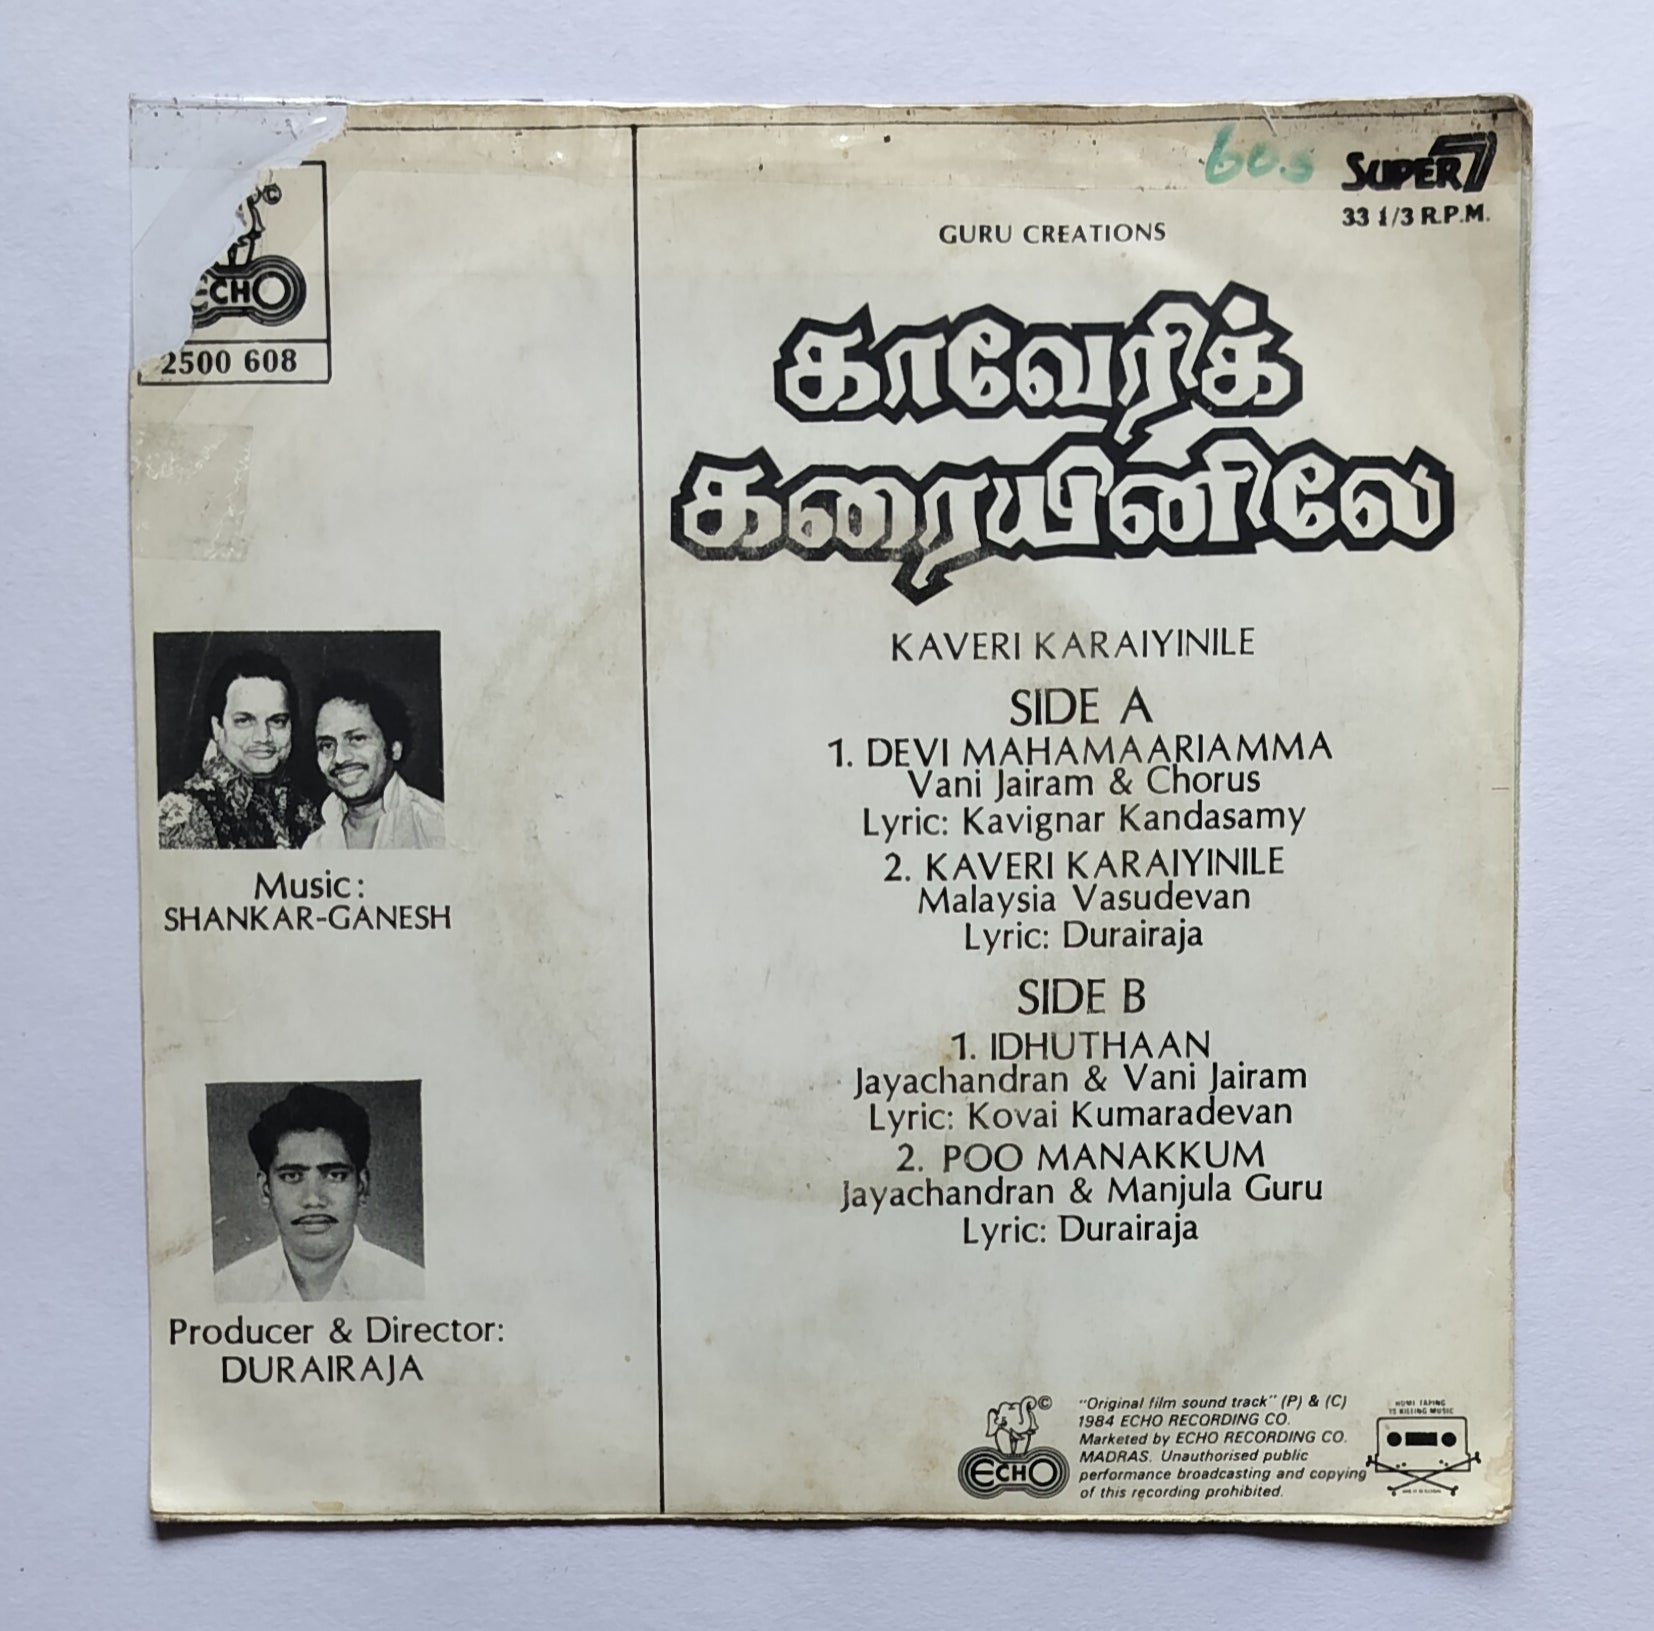 ECHO
2500 608
Music:
SHANKAR-GANESH
Producer & Director:
DURAIRAJA
60s
SUPER 7
33 1/3 R.P.M.
GURU CREATIONS
காவேரிக்
கரையினிலே
KAVERI KARAIYINILE
SIDE A
1. DEVI MAHAMAARIAMMA
Vani Jairam & Chorus
Lyric: Kavignar Kandasamy
2. KAVERI KARAIYINILE
Malaysia Vasudevan
Lyric: Durairaja
SIDE B
1. IDHUTHAAN
Jayachandran & Vani Jairam
Lyric: Kovai Kumaradevan
2. POO MANAKKUM
Jayachandran & Manjula Guru
Lyric: Durairaja
©
ECHO
"Original film sound track" (P) & (C)
1984 ECHO RECORDING CO.
Marketed by ECHO RECORDING CO.
MADRAS. Unauthorised public
performance broadcasting and copying
of this recording prohibited.
HOME TAPING
IS KILLING MUSIC